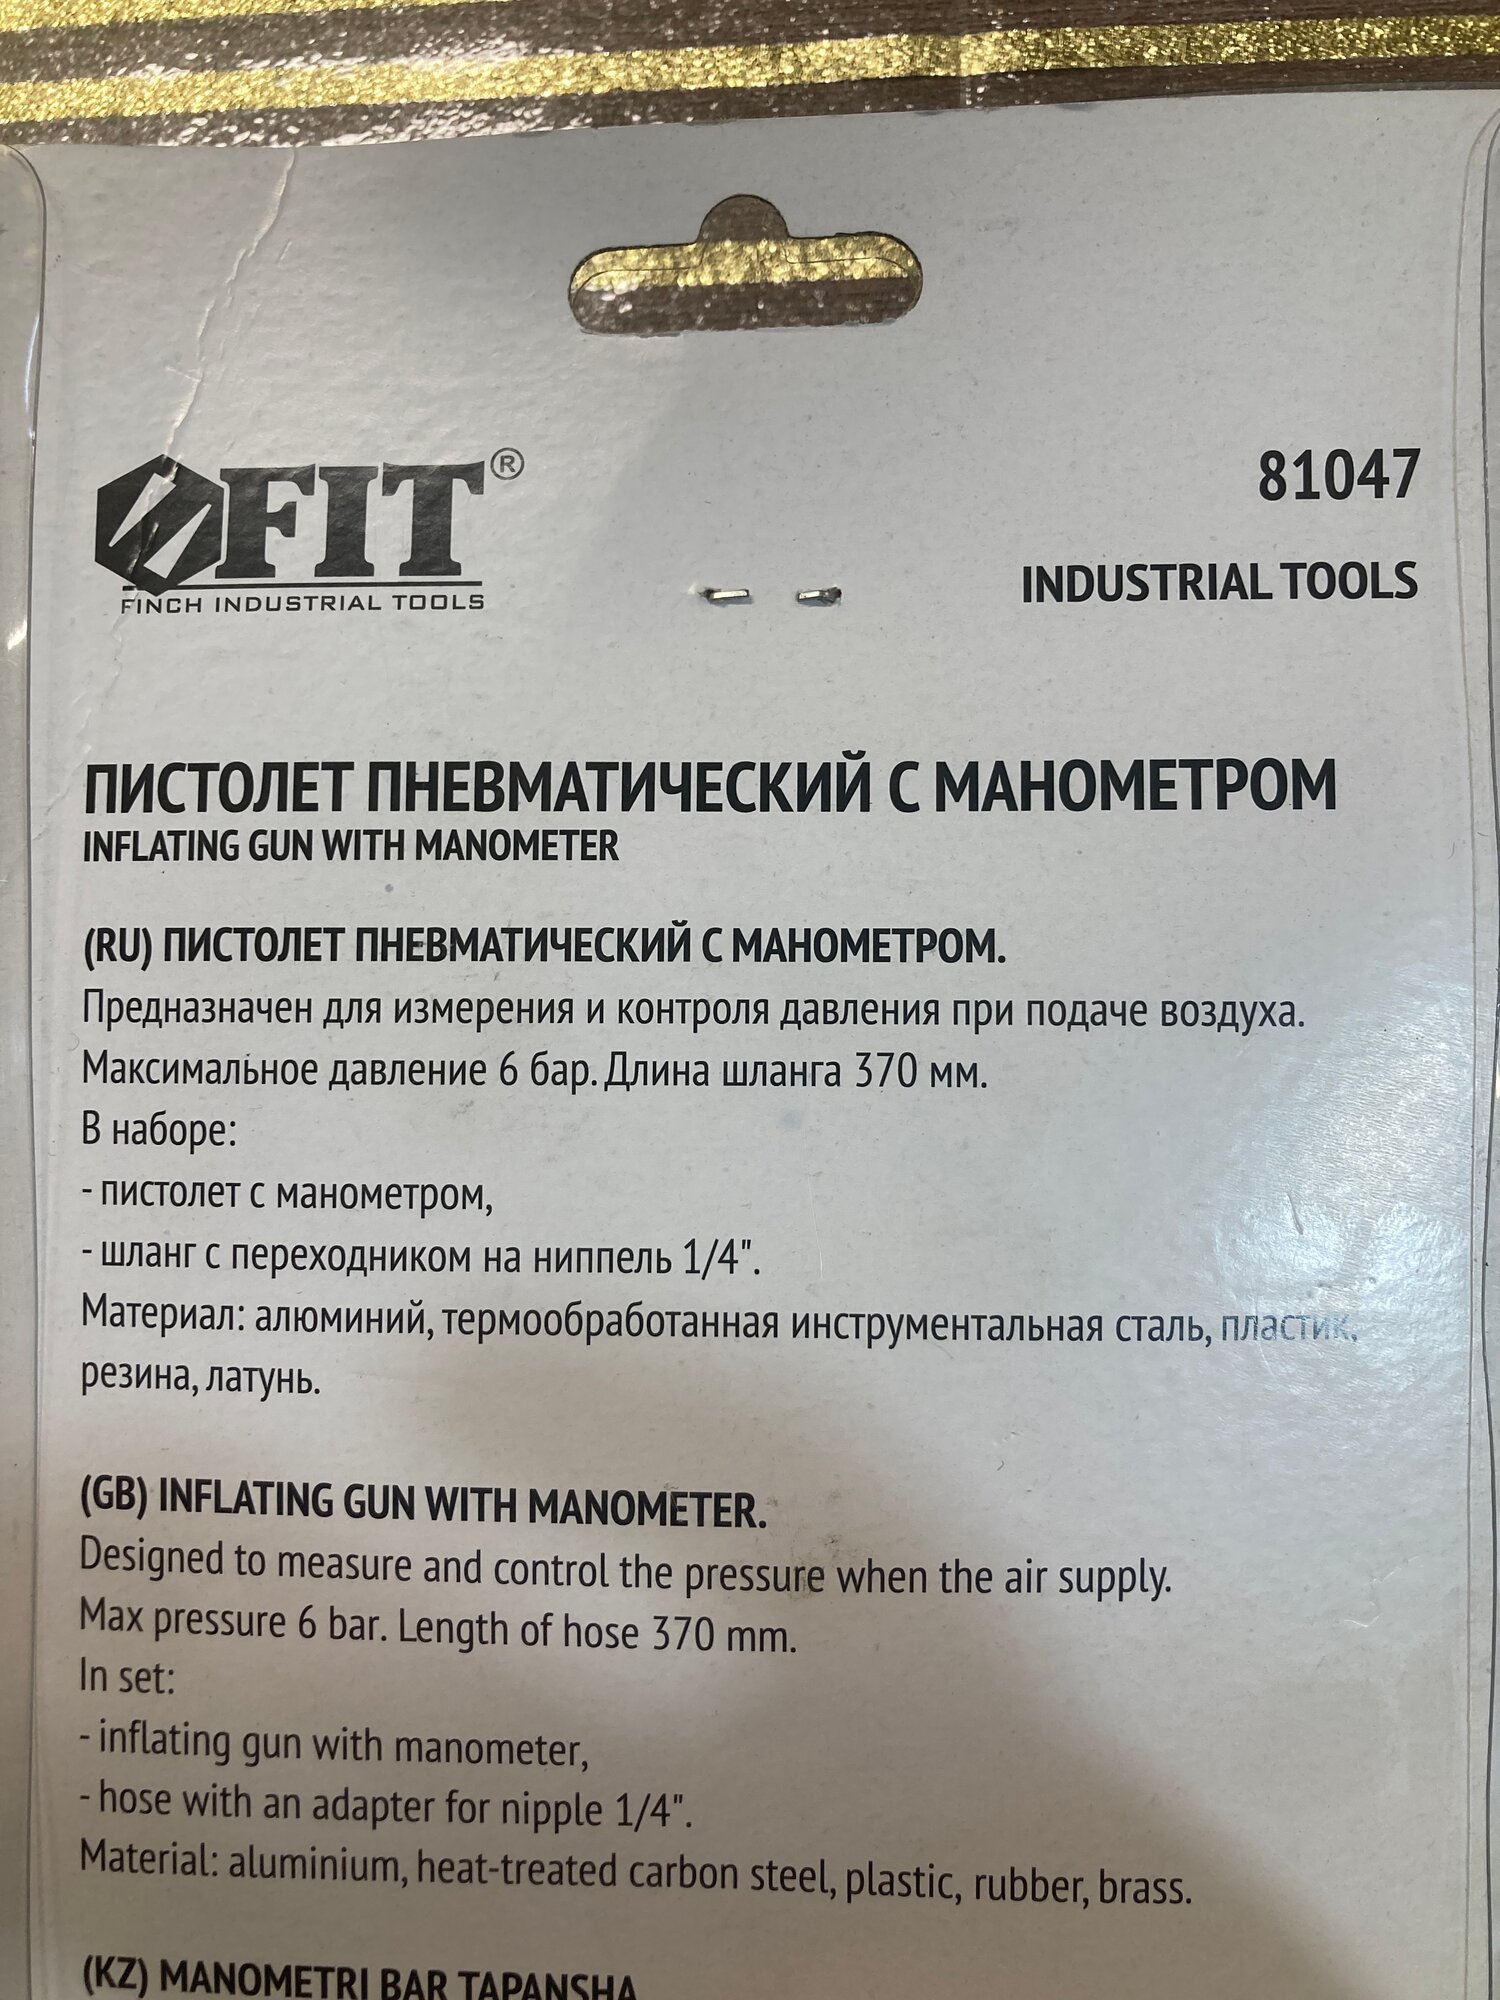 FIT®
FINCH INDUSTRIAL TOOLS
81047
INDUSTRIAL TOOLS
ПИСТОЛЕТ ПНЕВМАТИЧЕСКИЙ С МАНОМЕТРОМ
INFLATING GUN WITH MANOMETER
(RU) ПИСТОЛЕТ ПНЕВМАТИЧЕСКИЙ С МАНОМЕТРОМ.
Предназначен для измерения и контроля давления при подаче воздуха.
Максимальное давление 6 бар. Длина шланга 370 мм.
В наборе:
- пистолет с манометром,
- шланг с переходником на ниппель 1/4".
Материал: алюминий, термообработанная инструментальная сталь, пластик,
резина, латунь.
(GB) INFLATING GUN WITH MANOMETER.
Designed to measure and control the pressure when the air supply.
Max pressure 6 bar. Length of hose 370 mm.
In set:
- inflating gun with manometer,
- hose with an adapter for nipple 1/4".
Material: aluminium, heat-treated carbon steel, plastic, rubber, brass.
(KZ) MANOMETRI BAR TAPANSHA